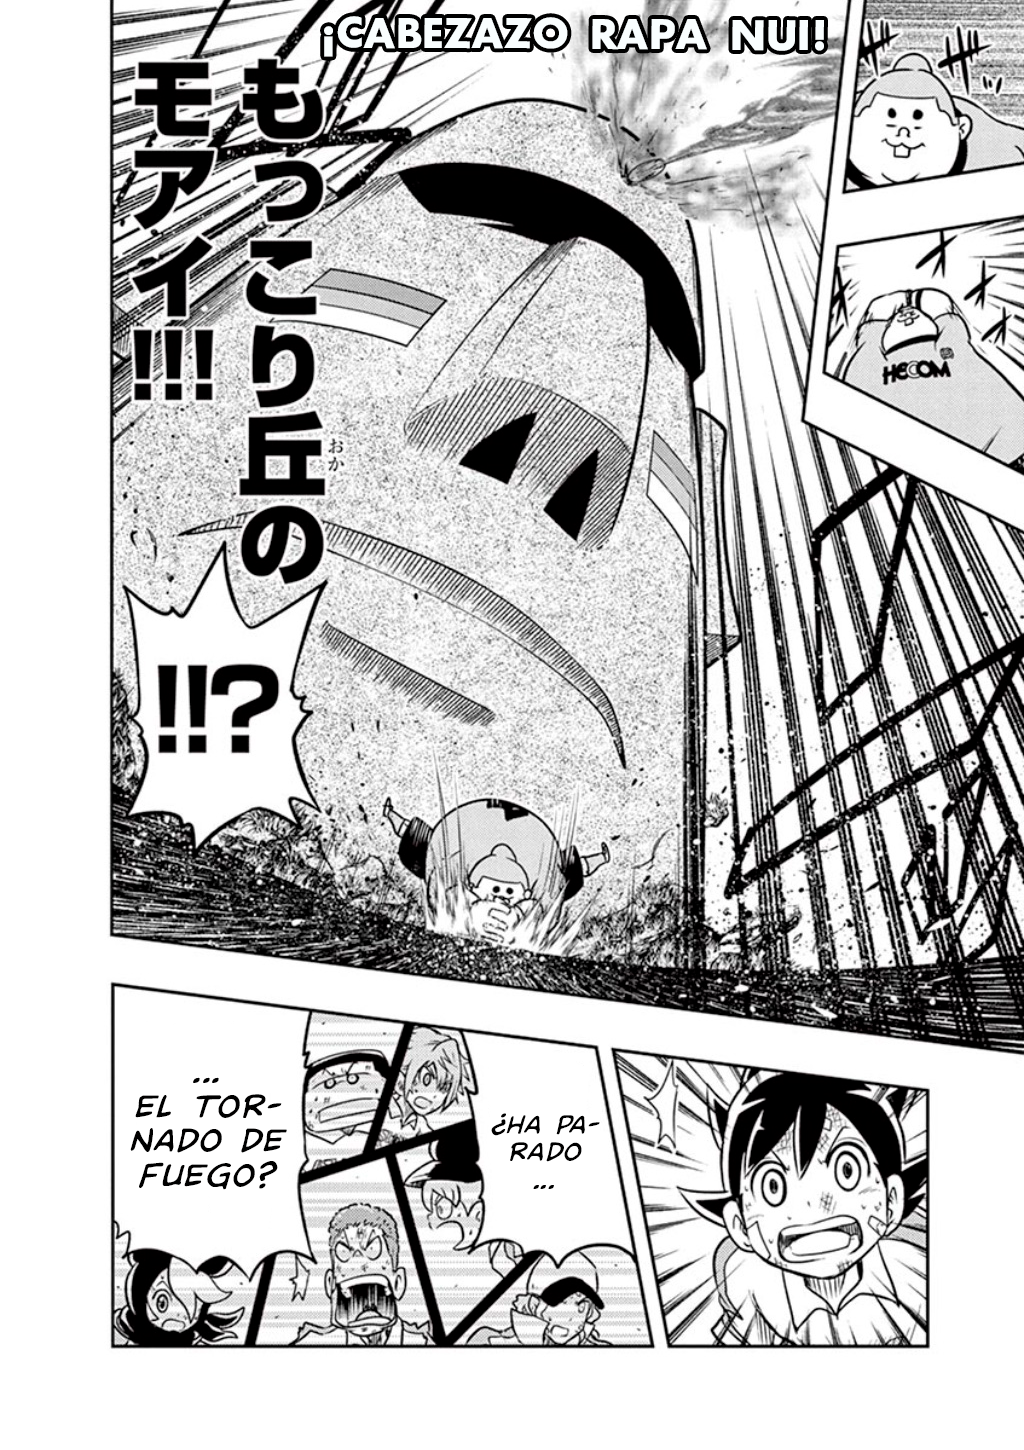 ¡CABEZAZO RAPA NUI!
HECOM
もっこり丘の
おか
モアイ!!!
!!?
¿HA PA-
RADO
...
...
EL TOR-
NADO DE
FUEGO?